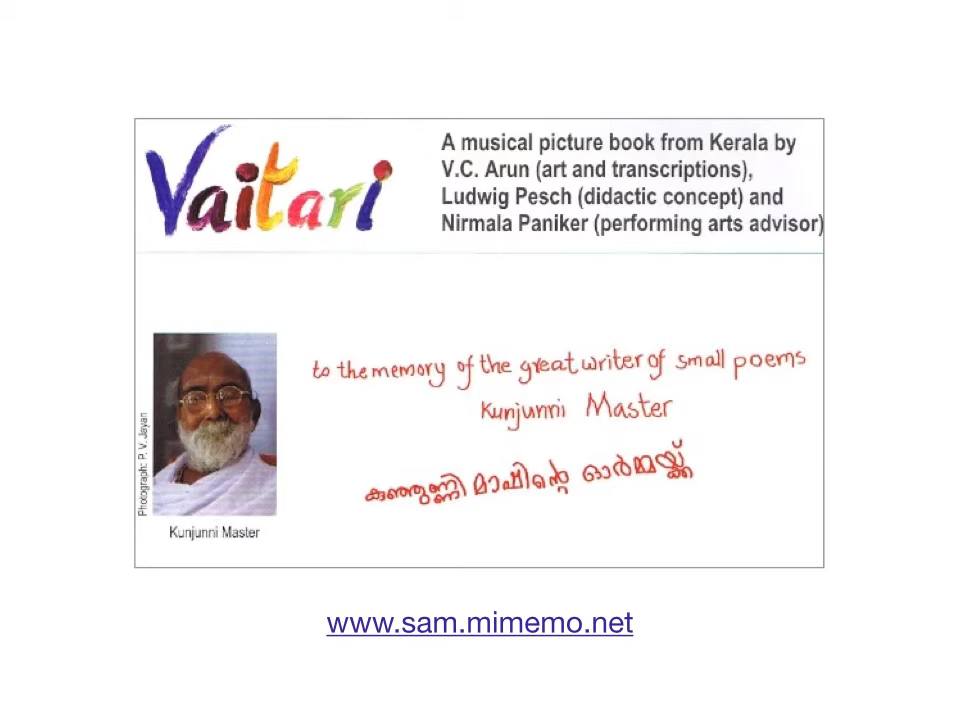 Vaitari
A musical picture book from Kerala by
V.C. Arun (art and transcriptions),
Ludwig Pesch (didactic concept) and
Nirmala Paniker (performing arts advisor)
to the memory of the great writer of small poems
Kunjunni Master
കുഞ്ഞുണ്ണി മാഷിന്റെ ഓർമ്മയ്ക്ക്
Photograph: P. V. Jayan
Kunjunni Master
www.sam.mimemo.net